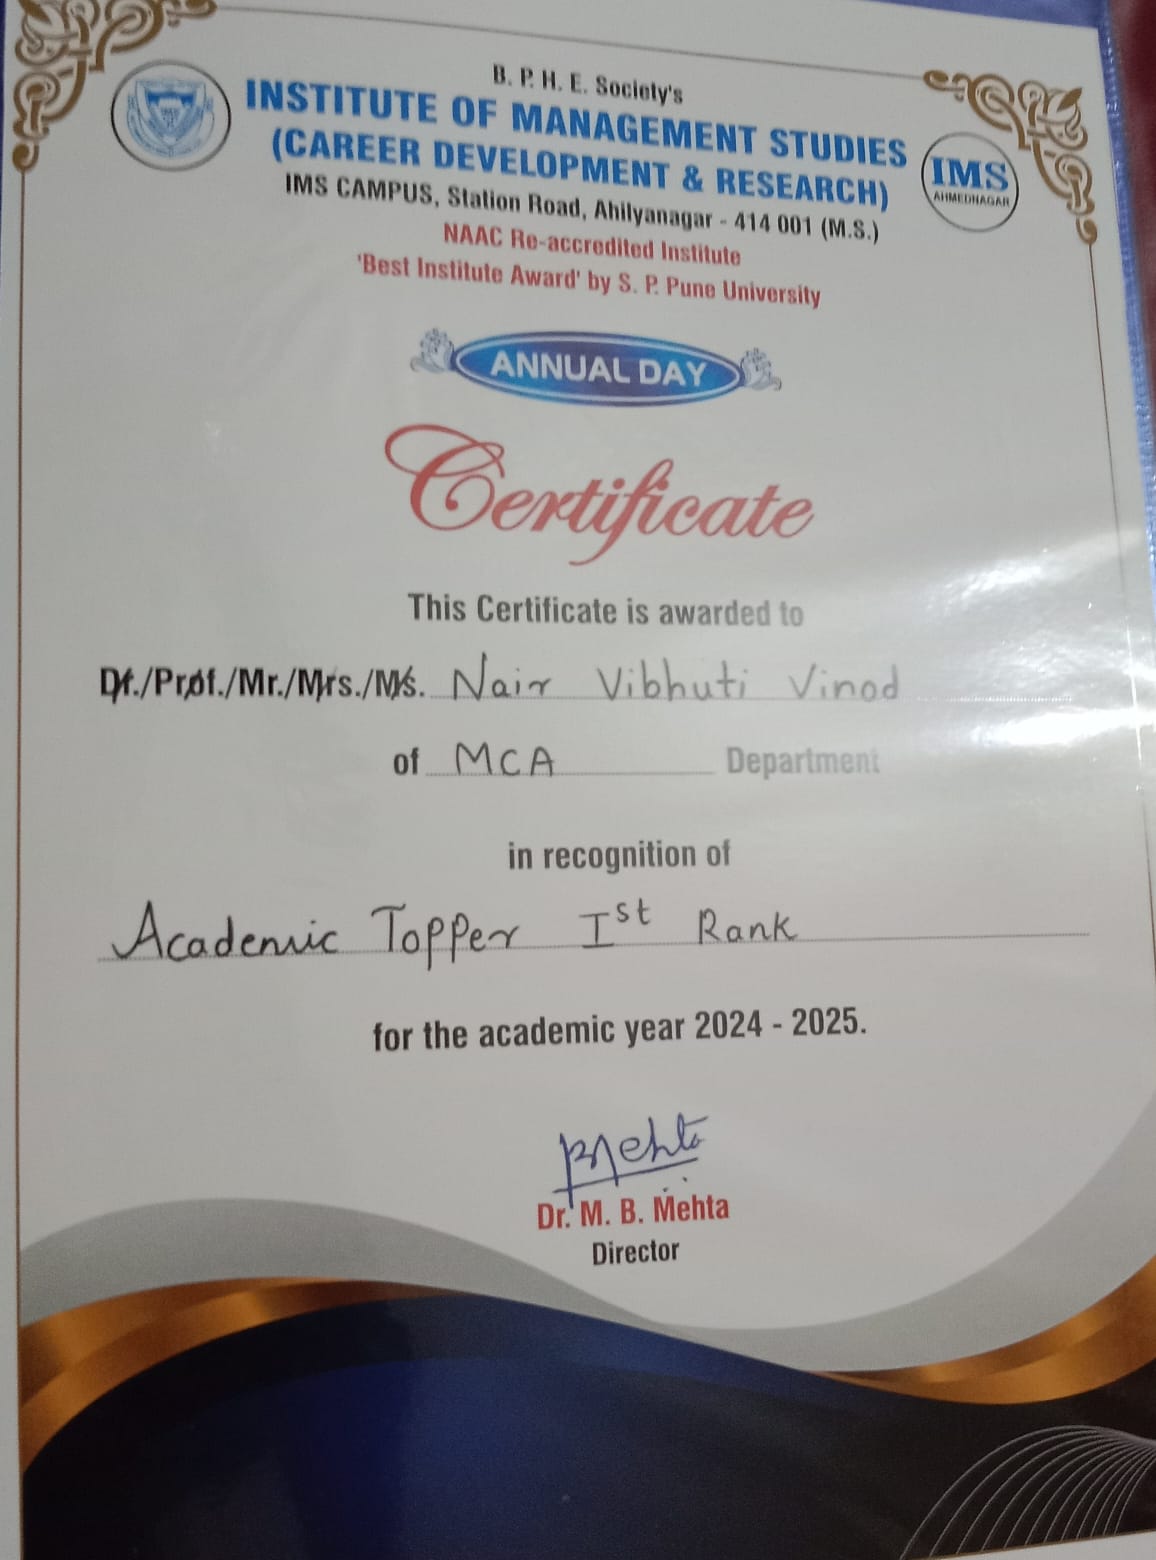 B. P. H. E. Society's
INSTITUTE OF MANAGEMENT STUDIES
(CAREER DEVELOPMENT & RESEARCH)
IMS
AHMEDNAGAR
IMS CAMPUS, Station Road, Ahilyanagar - 414 001 (M.S.)
NAAC Re-accredited Institute
'Best Institute Award' by S. P. Pune University
ANNUAL DAY
Certificate
This Certificate is awarded to
Dr./Prof./Mr./Mrs./Ms. Nair Vibhuti Vinod
of MCA Department
in recognition of
Academic Topper Ist Rank
for the academic year 2024 - 2025.
Mehta
Dr. M. B. Mehta
Director